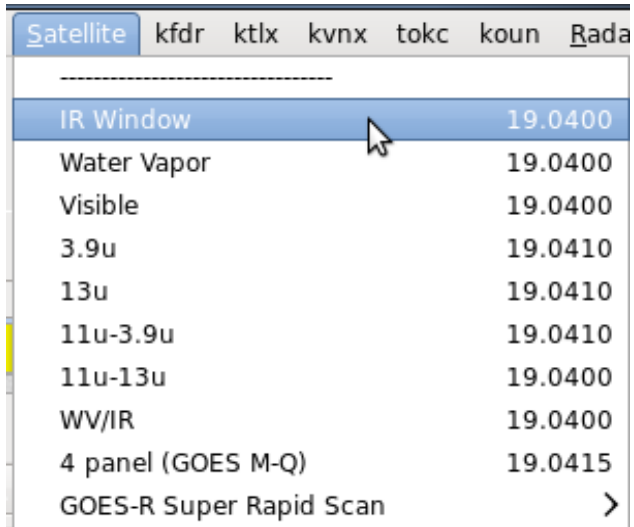 Satellite kfdr ktlx kvnx tokc koun Rada
---------------------------------
IR Window 19.0400
Water Vapor 19.0400
Visible 19.0400
3.9u 19.0410
13u 19.0410
11u-3.9u 19.0410
11u-13u 19.0400
WV/IR 19.0400
4 panel (GOES M-Q) 19.0415
GOES-R Super Rapid Scan